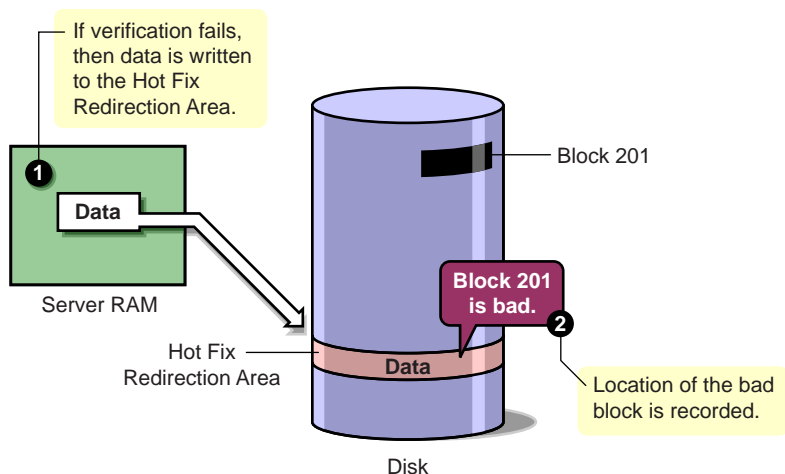 If verification fails,
then data is written
to the Hot Fix
Redirection Area.
1
Data
Server RAM
Block 201
Block 201
is bad.
2
Hot Fix
Redirection Area
Data
Location of the bad
block is recorded.
Disk